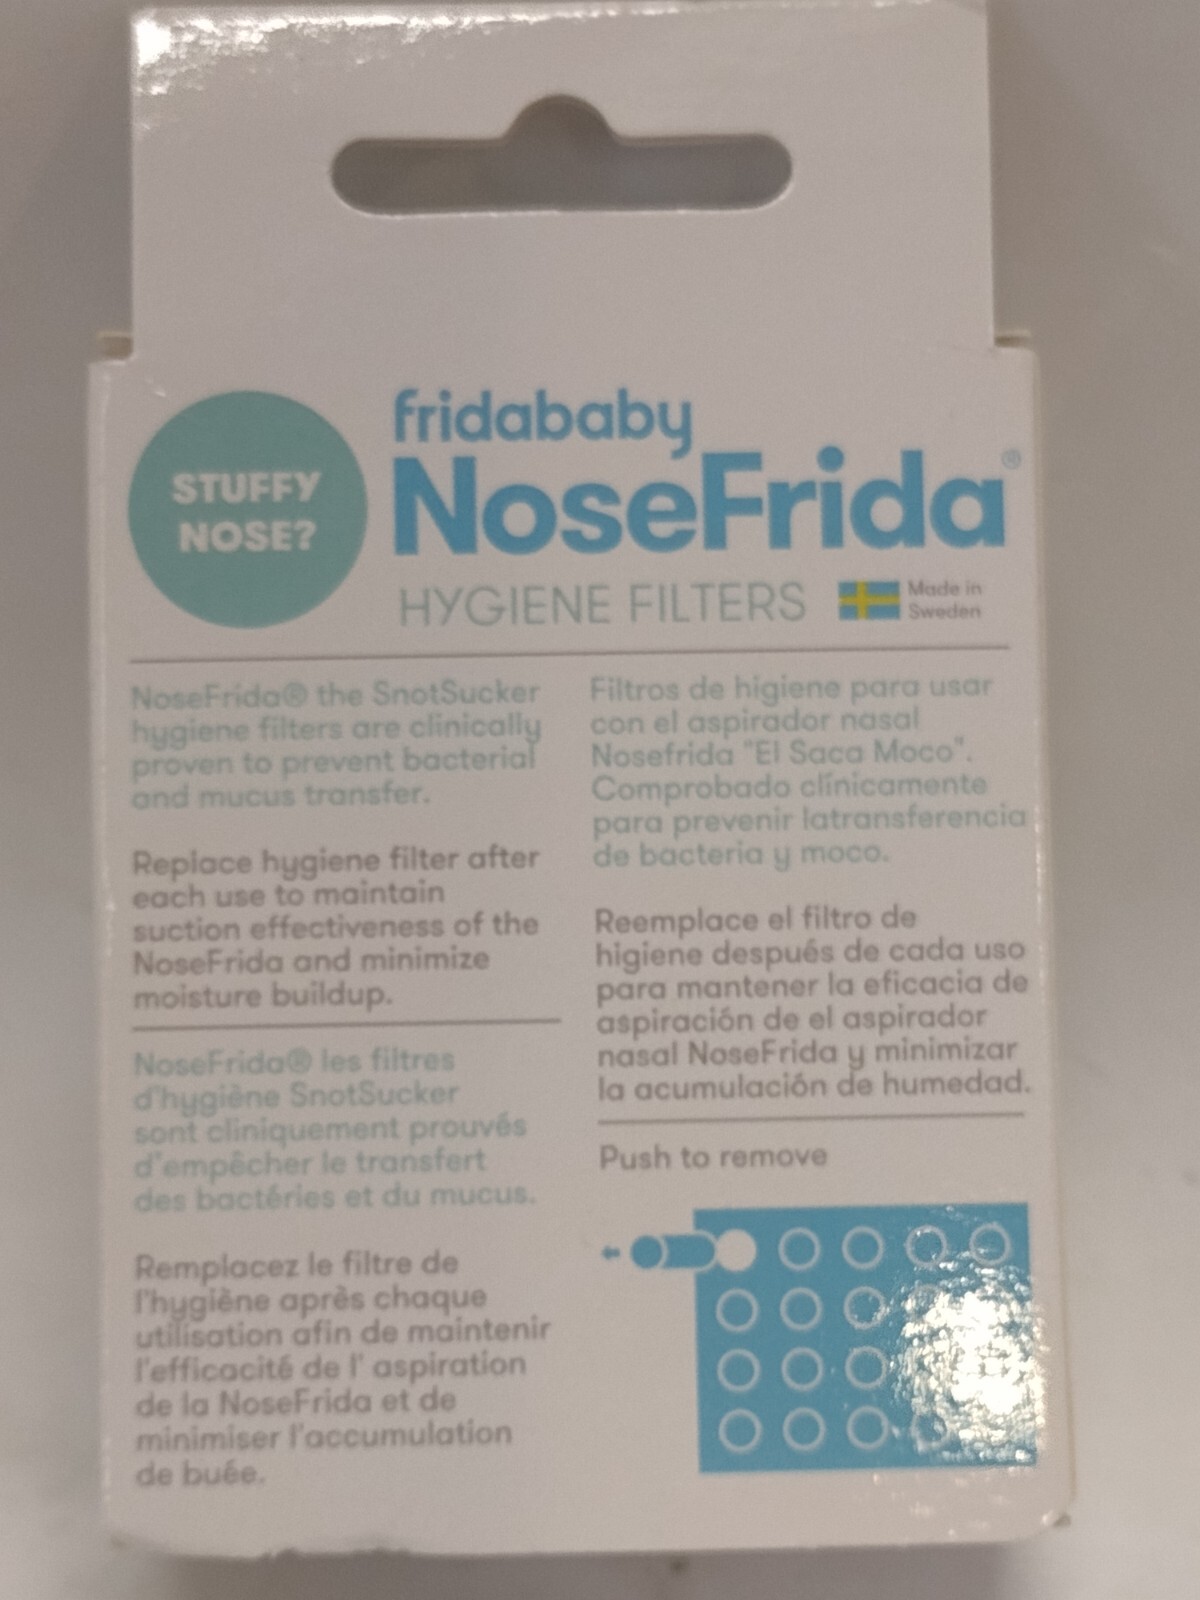 STUFFY
NOSE?
fridababy
NoseFrida®
HYGIENE FILTERS
Made in
Sweden
NoseFrida® the SnotSucker
hygiene filters are clinically
proven to prevent bacterial
and mucus transfer.
Replace hygiene filter after
each use to maintain
suction effectiveness of the
NoseFrida and minimize
moisture buildup.
NoseFrida® les filtres
d'hygiène SnotSucker
sont cliniquement prouvés
d'empêcher le transfert
des bactéries et du mucus.
Remplacez le filtre de
l'hygiène après chaque
utilisation afin de maintenir
l'efficacité de l' aspiration
de la NoseFrida et de
minimiser l'accumulation
de buée.
Filtros de higiene para usar
con el aspirador nasal
Nosefrida "El Saca Moco".
Comprobado clínicamente
para prevenir latransferencia
de bacteria y moco.
Reemplace el filtro de
higiene después de cada uso
para mantener la eficacia de
aspiración de el aspirador
nasal NoseFrida y minimizar
la acumulación de humedad.
Push to remove